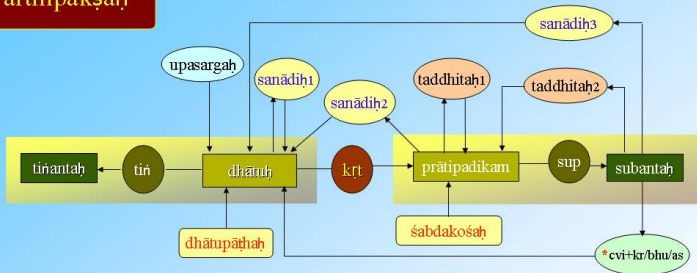 sanādiḥ3
upasargaḥ
sanādiḥ1
taddhitaḥ1
taddhitaḥ2
sanādiḥ2
tiṅantaḥ
tiṅ
dhātuḥ
kṛt
prātipadikam
sup
subantaḥ
dhātupāṭhaḥ
śabdakośaḥ
*cvi+kr/bhu/as